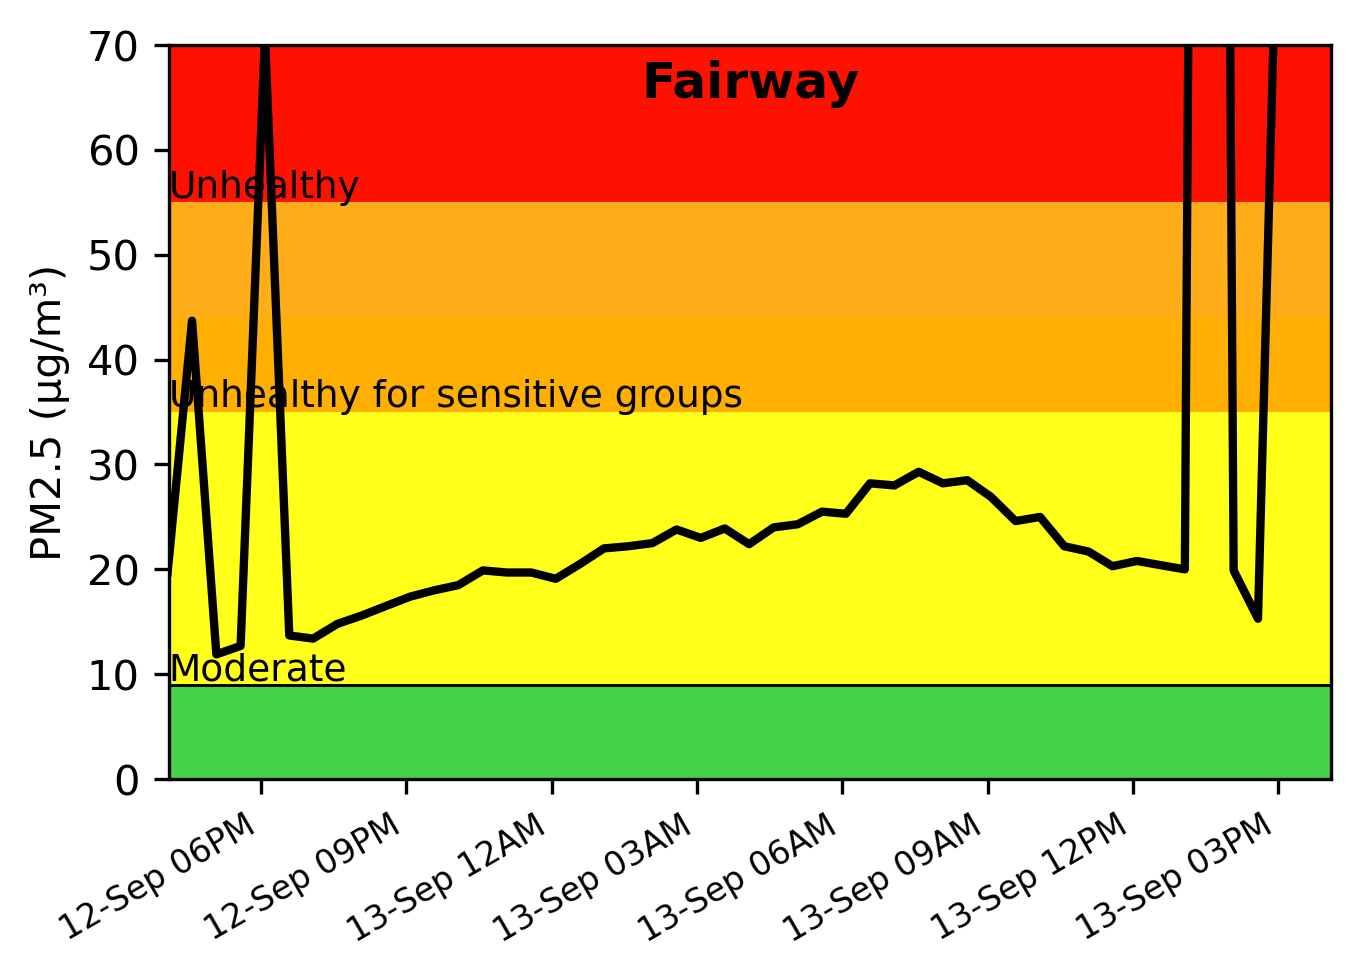 Fairway
PM2.5 (µg/m³)
70
60
50
40
30
20
10
0
Unhealthy
Unhealthy for sensitive groups
Moderate
12-Sep 06PM
12-Sep 09PM
13-Sep 12AM
13-Sep 03AM
13-Sep 06AM
13-Sep 09AM
13-Sep 12PM
13-Sep 03PM